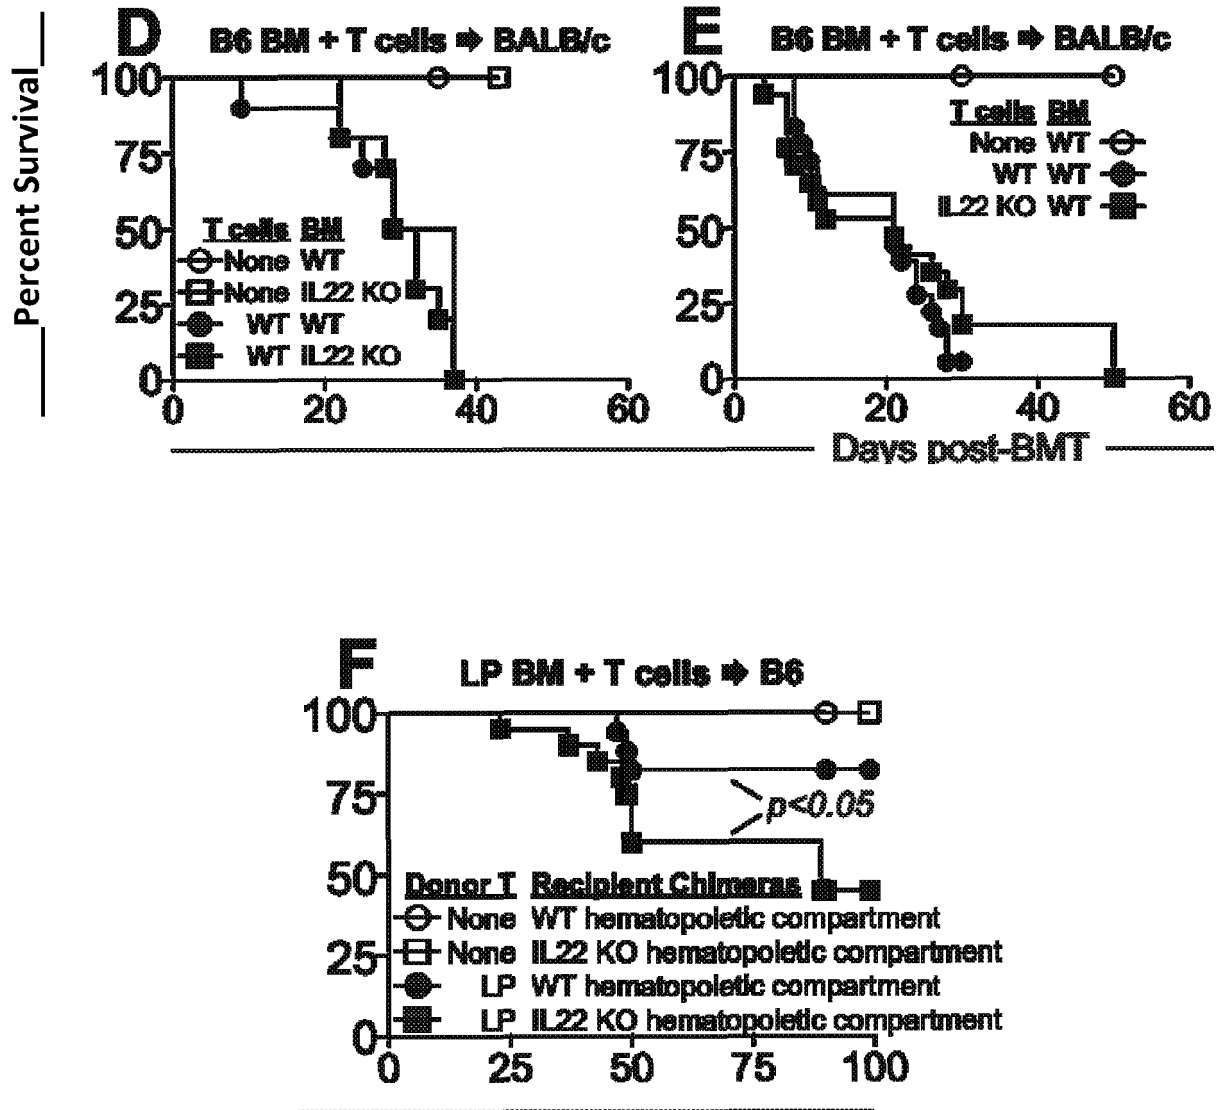 D B6 BM + T cells ➡ BALB/c
Percent Survival
100
75
50
25
0
0 20 40 60
T cells BM
None WT
None IL22 KO
WT WT
WT IL22 KO
E B6 BM + T cells ➡ BALB/c
100
75
50
25
0
0 20 40 60
T cells BM
None WT
WT WT
IL22 KO WT
Days post-BMT
F LP BM + T cells ➡ B6
100
75
50
25
0
0 25 50 75 100
p<0.05
Donor T Recipient Chimeras
None WT hematopoietic compartment
None IL22 KO hematopoietic compartment
LP WT hematopoietic compartment
LP IL22 KO hematopoietic compartment